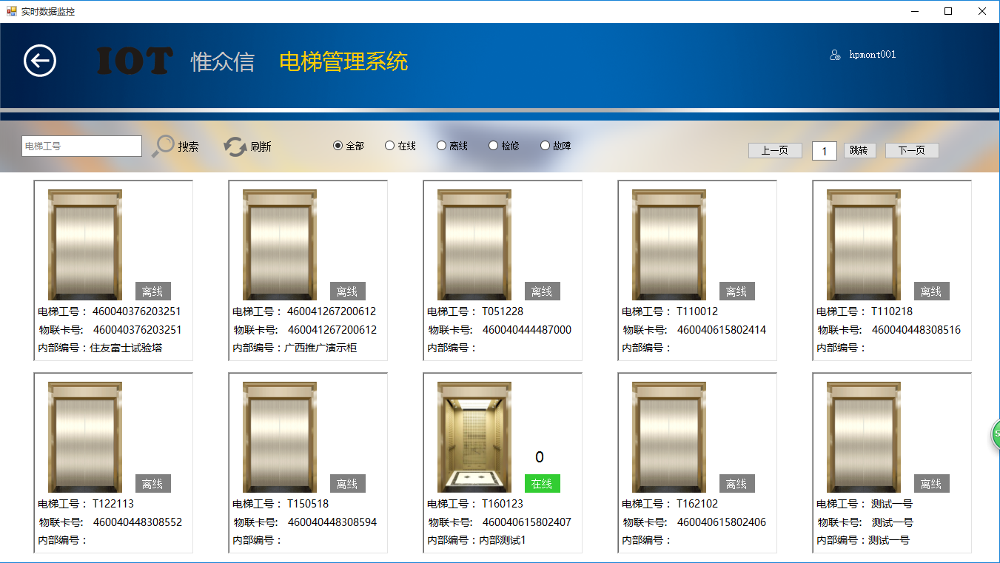 实时数据监控
IOT 惟众信 电梯管理系统
hpmont001
电梯工号 搜索 刷新 全部 在线 离线 检修 故障 上一页 1 跳转 下一页
离线 离线 离线 离线 离线
电梯工号： 460040376203251 电梯工号： 460041267200612 电梯工号： T051228 电梯工号： T110012 电梯工号： T110218
物联卡号: 460040376203251 物联卡号: 460041267200612 物联卡号: 460040444487000 物联卡号: 460040615802414 物联卡号: 460040448308516
内部编号：住友富士试验塔 内部编号：广西推广演示柜 内部编号： 内部编号： 内部编号：
0
离线 离线 在线 离线 离线
电梯工号： T122113 电梯工号： T150518 电梯工号： T160123 电梯工号： T162102 电梯工号： 测试一号
物联卡号: 460040448308552 物联卡号: 460040448308594 物联卡号: 460040615802407 物联卡号: 460040615802406 物联卡号: 测试一号
内部编号： 内部编号： 内部编号：内部测试1 内部编号： 内部编号：测试一号